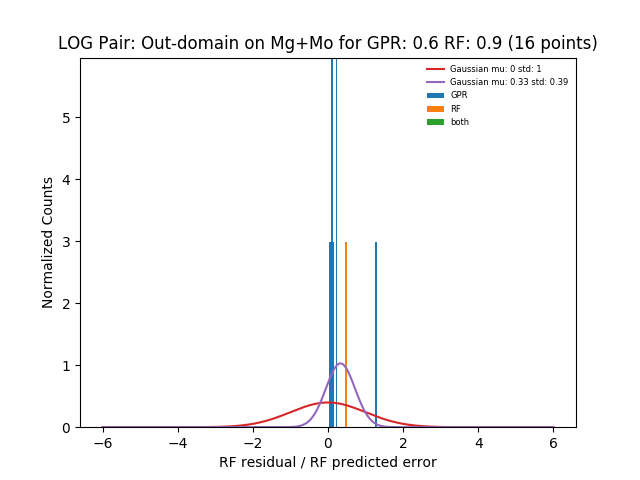 LOG Pair: Out-domain on Mg+Mo for GPR: 0.6 RF: 0.9 (16 points)
Gaussian mu: 0 std: 1
Gaussian mu: 0.33 std: 0.39
GPR
RF
both
Normalized Counts
5
4
3
2
1
0
−6 −4 −2 0 2 4 6
RF residual / RF predicted error